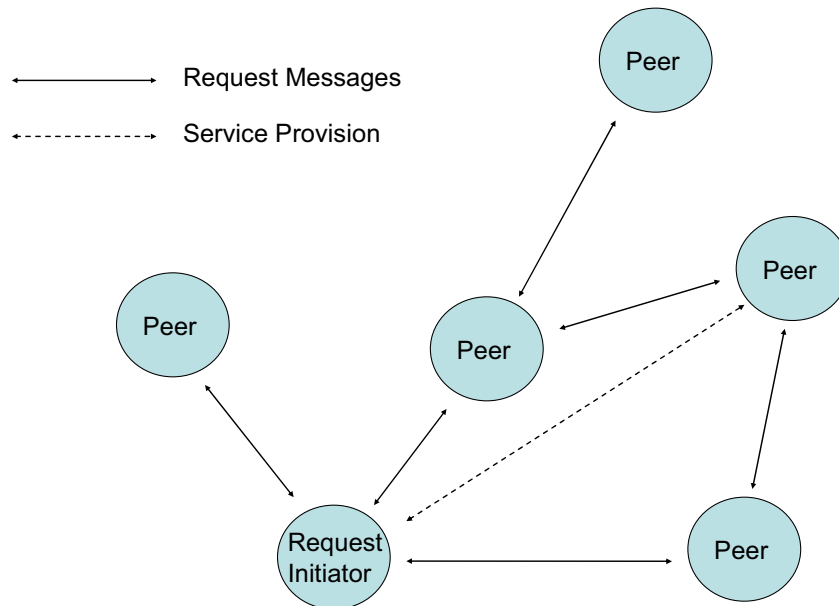 Peer
Request Messages
Service Provision
Peer
Peer
Peer
Request
Initiator
Peer